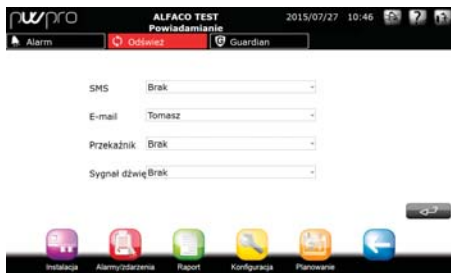 pwpro ALFACO TEST 2015/07/27 10:46
Powiadamianie
Alarm Odśwież Guardian
SMS Brak
E-mail Tomasz
Przekaźnik Brak
Sygnał dźwię Brak
Instalacja Alarmy/zdarzenia Raport Konfiguracja Planowanie